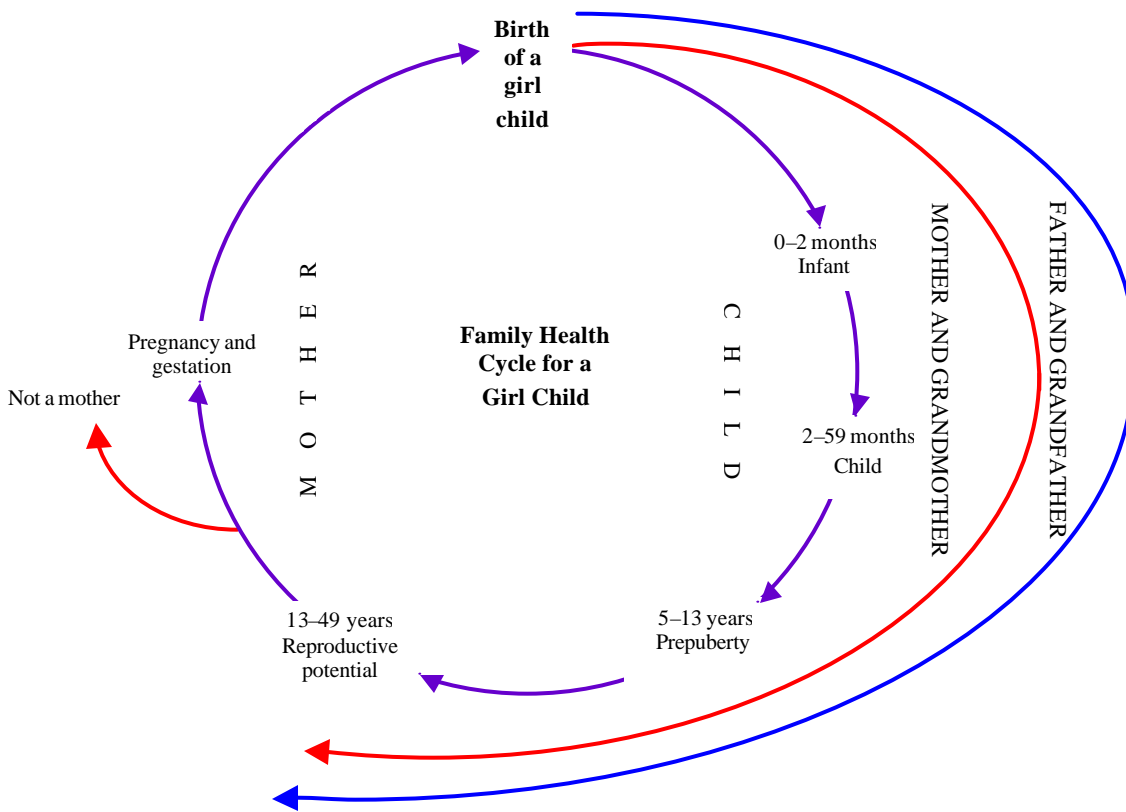 Birth
of a
girl
child
0–2 months
Infant
MOTHER AND GRANDMOTHER
FATHER AND GRANDFATHER
MOTHER
CHILD
Family Health
Cycle for a
Girl Child
Pregnancy and
gestation
Not a mother
2–59 months
Child
13–49 years
Reproductive
potential
5–13 years
Prepuberty